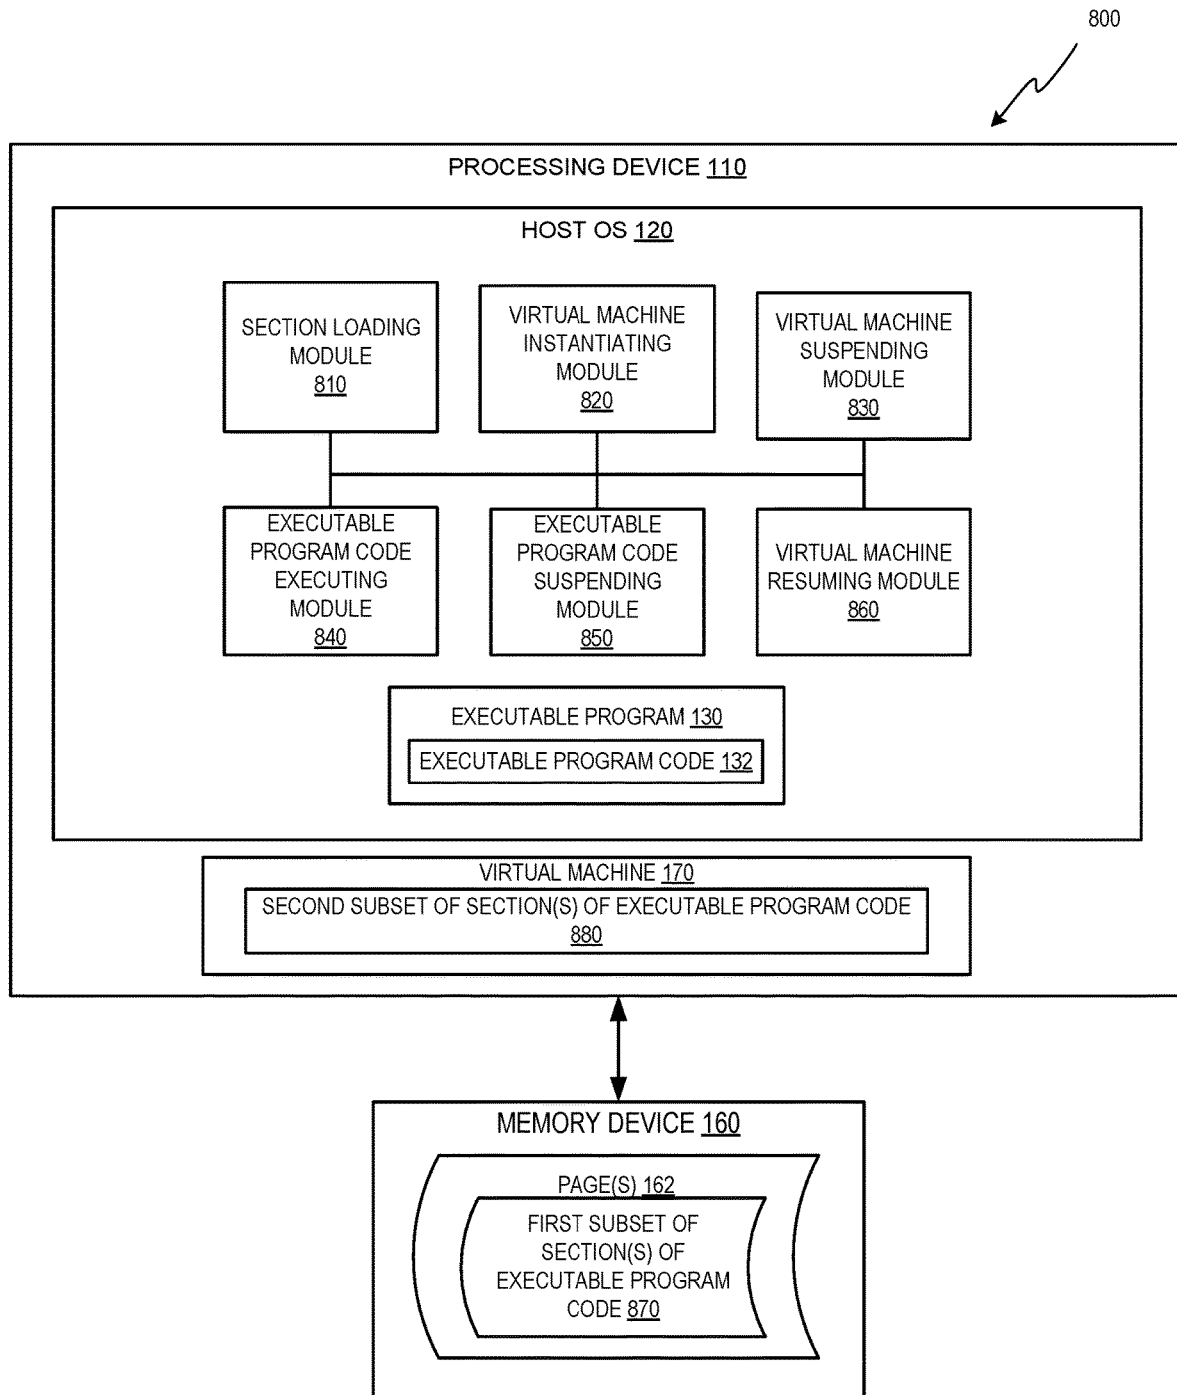 800
PROCESSING DEVICE 110
HOST OS 120
SECTION LOADING
MODULE
810
VIRTUAL MACHINE
INSTANTIATING
MODULE
820
VIRTUAL MACHINE
SUSPENDING
MODULE
830
EXECUTABLE
PROGRAM CODE
EXECUTING
MODULE
840
EXECUTABLE
PROGRAM CODE
SUSPENDING
MODULE
850
VIRTUAL MACHINE
RESUMING MODULE
860
EXECUTABLE PROGRAM 130
EXECUTABLE PROGRAM CODE 132
VIRTUAL MACHINE 170
SECOND SUBSET OF SECTION(S) OF EXECUTABLE PROGRAM CODE
880
MEMORY DEVICE 160
PAGE(S) 162
FIRST SUBSET OF
SECTION(S) OF
EXECUTABLE PROGRAM
CODE 870